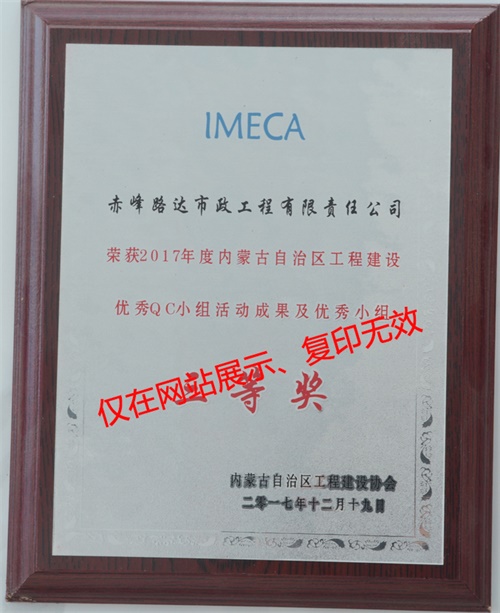 IMECA
赤峰路达市政工程有限责任公司
荣获2017年度内蒙古自治区工程建设
优秀QC小组活动成果及优秀小组
等奖
仅在网站展示、复印无效
内蒙古自治区工程建设协会
二零一七年十二月十九日